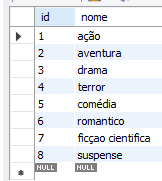 id nome
1 ação
2 aventura
3 drama
4 terror
5 comédia
6 romantico
7 ficçao cientifica
8 suspense
NULL NULL